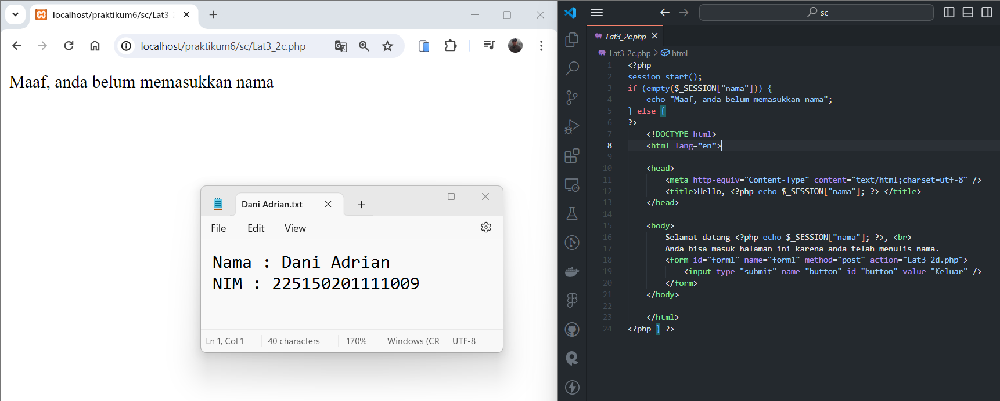 localhost/praktikum6/sc/Lat3_2
localhost/praktikum6/sc/Lat3_2c.php
Maaf, anda belum memasukkan nama
Dani Adrian.txt
File Edit View
Nama : Dani Adrian
NIM : 225150201111009
Ln 1, Col 1 40 characters 170% Windows (CR UTF-8
sc
Lat3_2c.php
Lat3_2c.php > html
1 <?php
2 session_start();
3 if (empty($_SESSION["nama"])) {
4 echo "Maaf, anda belum memasukkan nama";
5 } else {
6 ?>
7 <!DOCTYPE html>
8 <html lang=”en”>
9
10 <head>
11 <meta http-equiv="Content-Type" content="text/html;charset=utf-8" />
12 <title>Hello, <?php echo $_SESSION["nama"]; ?> </title>
13 </head>
14
15 <body>
16 Selamat datang <?php echo $_SESSION["nama"]; ?>, <br>
17 Anda bisa masuk halaman ini karena anda telah menulis nama.
18 <form id="form1" name="form1" method="post" action="Lat3_2d.php">
19 <input type="submit" name="button" id="button" value="Keluar" />
20 </form>
21 </body>
22
23 </html>
24 <?php } ?>